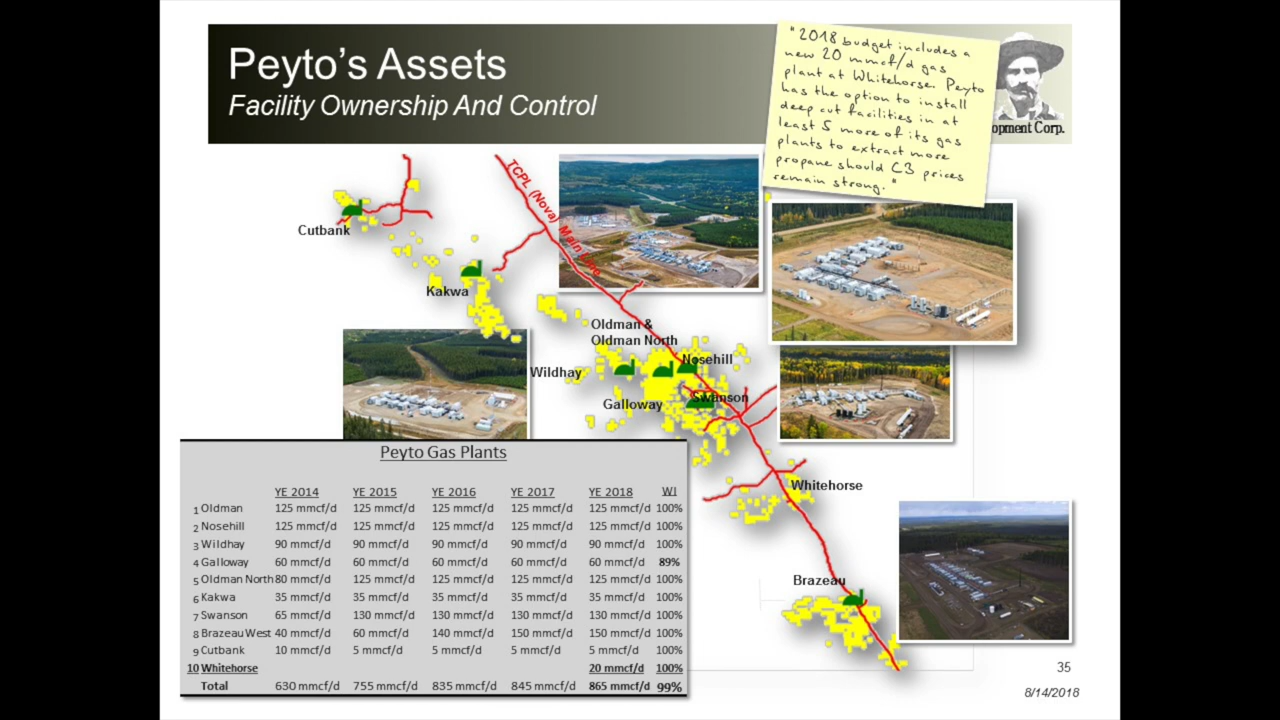 Peyto's Assets
Facility Ownership And Control
"2018 budget includes a
new 20 mmcf/d gas
plant at Whitehorse. Peyto
has the option to install
deep cut facilities in at
least 5 more of its gas
plants to extract more
propane should C3 prices
remain strong."
opment Corp.
TCPL (Nova) Main Line
Cutbank
Kakwa
Oldman &
Oldman North
Nosehill
Wildhay
Swanson
Galloway
Whitehorse
Brazeau
Peyto Gas Plants
YE 2014 YE 2015 YE 2016 YE 2017 YE 2018 WI
1 Oldman 125 mmcf/d 125 mmcf/d 125 mmcf/d 125 mmcf/d 125 mmcf/d 100%
2 Nosehill 125 mmcf/d 125 mmcf/d 125 mmcf/d 125 mmcf/d 125 mmcf/d 100%
3 Wildhay 90 mmcf/d 90 mmcf/d 90 mmcf/d 90 mmcf/d 90 mmcf/d 100%
4 Galloway 60 mmcf/d 60 mmcf/d 60 mmcf/d 60 mmcf/d 60 mmcf/d 89%
5 Oldman North 80 mmcf/d 125 mmcf/d 125 mmcf/d 125 mmcf/d 125 mmcf/d 100%
6 Kakwa 35 mmcf/d 35 mmcf/d 35 mmcf/d 35 mmcf/d 35 mmcf/d 100%
7 Swanson 65 mmcf/d 130 mmcf/d 130 mmcf/d 130 mmcf/d 130 mmcf/d 100%
8 Brazeau West 40 mmcf/d 60 mmcf/d 140 mmcf/d 150 mmcf/d 150 mmcf/d 100%
9 Cutbank 10 mmcf/d 5 mmcf/d 5 mmcf/d 5 mmcf/d 5 mmcf/d 100%
10 Whitehorse 20 mmcf/d 100%
Total 630 mmcf/d 755 mmcf/d 835 mmcf/d 845 mmcf/d 865 mmcf/d 99%
35
8/14/2018